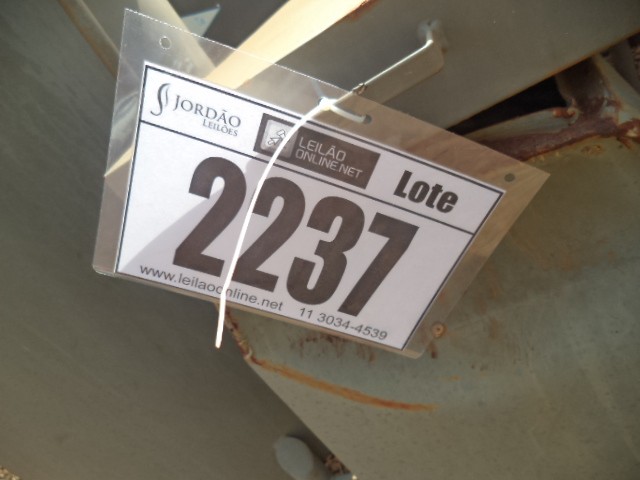 JORDÃO
LEILÕES
LEILÃO
ONLINE.NET
Lote
2237
www.leilaoonline.net 11 3034-4539